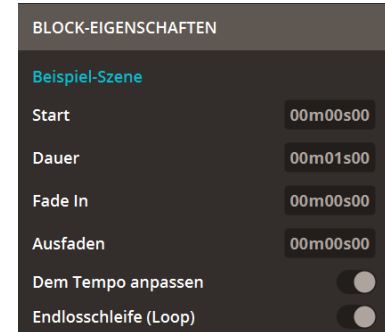 BLOCK-EIGENSCHAFTEN
Beispiel-Szene
Start 00m00s00
Dauer 00m01s00
Fade In 00m00s00
Ausfaden 00m00s00
Dem Tempo anpassen
Endlosschleife (Loop)